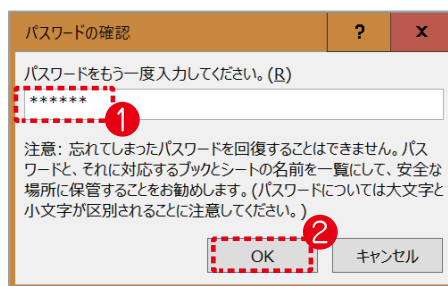 パスワードの確認 ? x
パスワードをもう一度入力してください。(R)
******
1
注意: 忘れてしまったパスワードを回復することはできません。パス
ワードと、それに対応するブックとシートの名前を一覧にして、安全な
場所に保管することをお勧めします。(パスワードについては大文字と
小文字が区別されることに注意してください。)
2
OK キャンセル